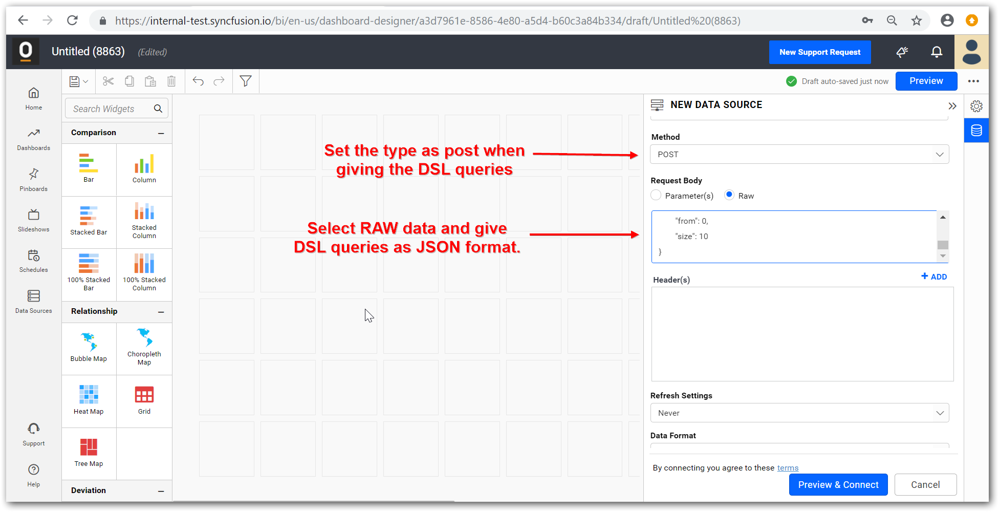 https://internal-test.syncfusion.io/bi/en-us/dashboard-designer/a3d7961e-8586-4e80-a5d4-b60c3a84b334/draft/Untitled%20(8863)
Untitled (8863)
(Edited)
New Support Request
Draft auto-saved just now
Preview
Home
Dashboards
Pinboards
Slideshows
Schedules
Data Sources
Support
Help
Search Widgets
Comparison
Bar
Column
Stacked Bar
Stacked
Column
100% Stacked
Bar
100% Stacked
Column
Relationship
Bubble Map
Choropleth
Map
Heat Map
Grid
Tree Map
Deviation
Set the type as post when
giving the DSL queries
Select RAW data and give
DSL queries as JSON format.
NEW DATA SOURCE
Method
POST
Request Body
Parameter(s)
Raw
"from": 0,
"size": 10
}
Header(s)
+ ADD
Refresh Settings
Never
Data Format
By connecting you agree to these terms
Preview & Connect
Cancel